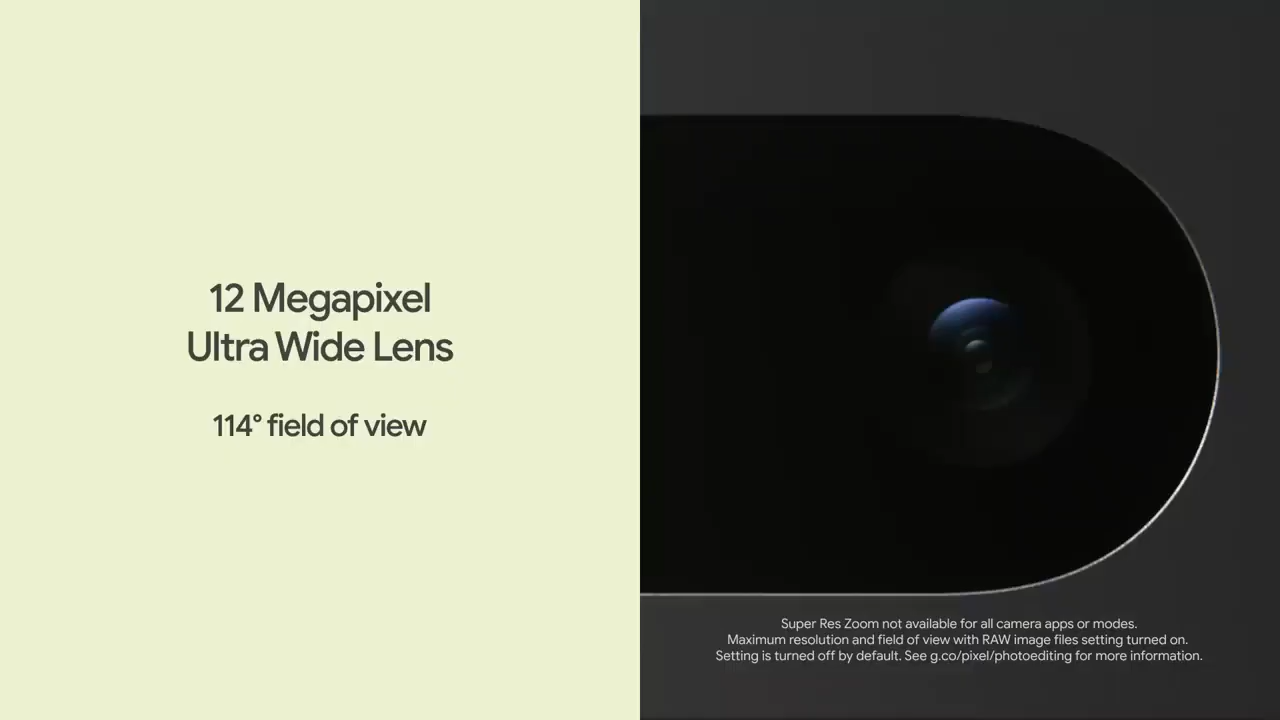 12 Megapixel
Ultra Wide Lens
114° field of view
Super Res Zoom not available for all camera apps or modes.
Maximum resolution and field of view with RAW image files setting turned on.
Setting is turned off by default. See g.co/pixel/photoediting for more information.